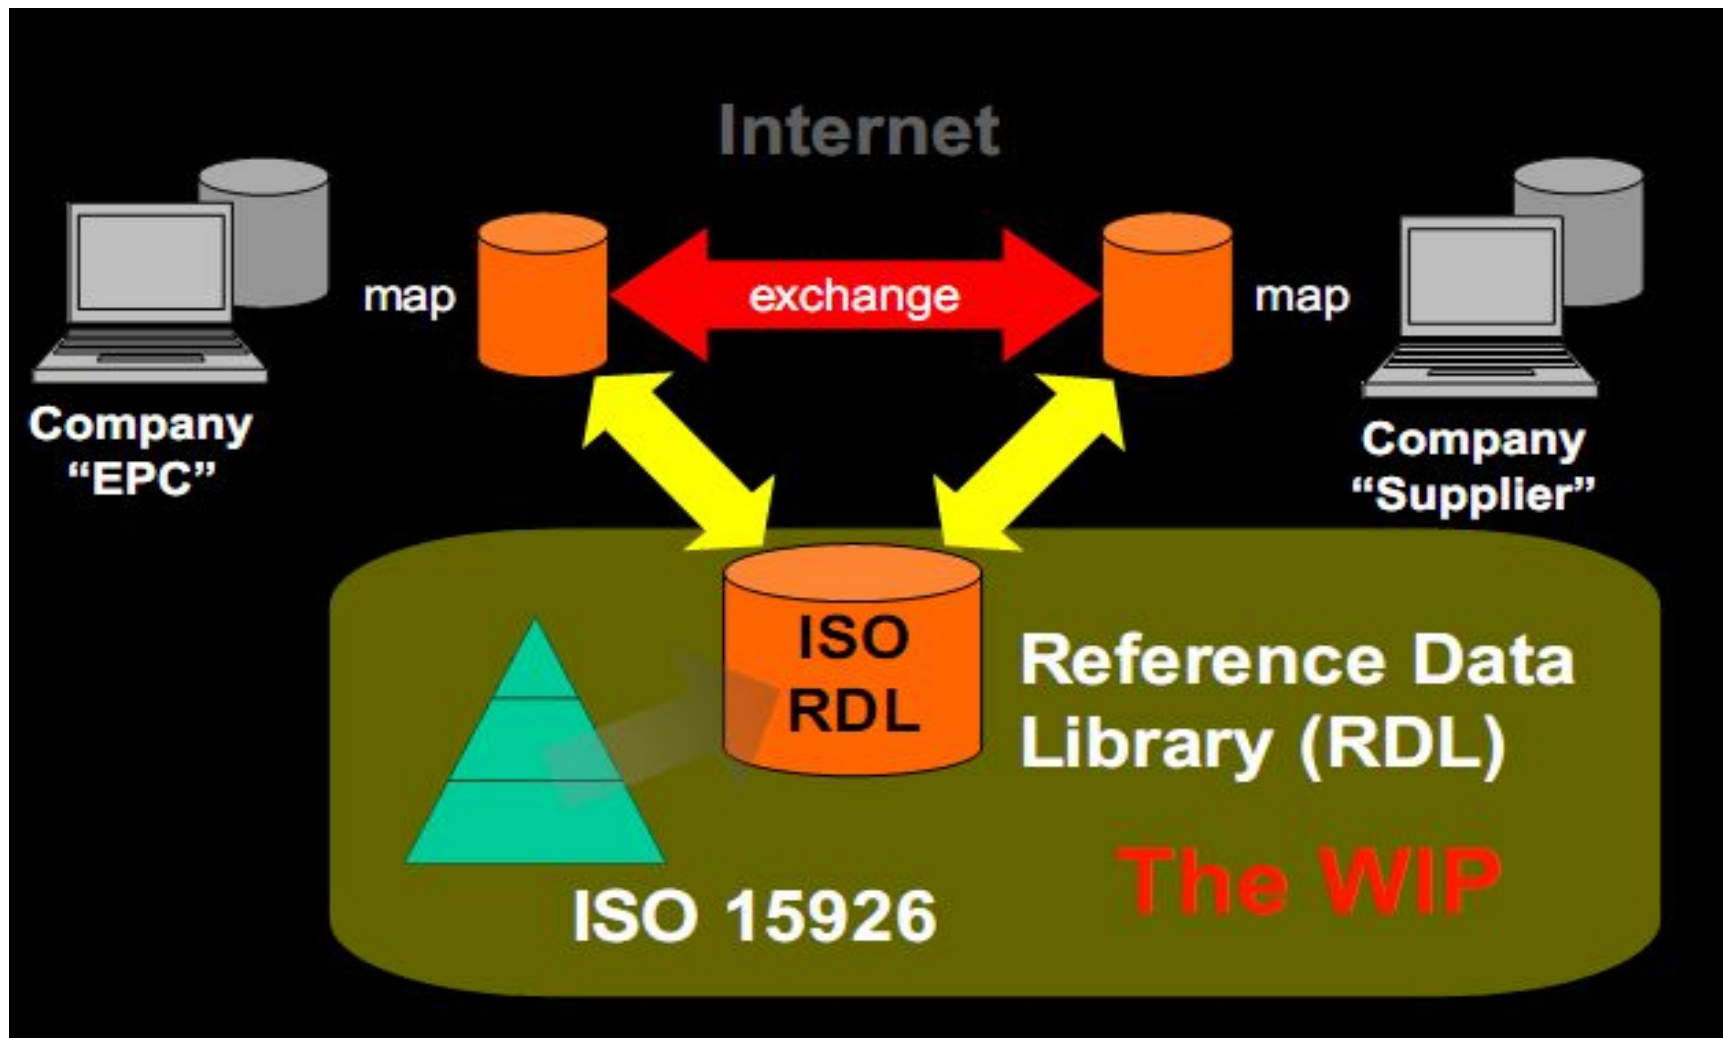 Internet
map
exchange
map
Company
“EPC”
Company
“Supplier”
ISO
RDL
Reference Data
Library (RDL)
The WIP
ISO 15926